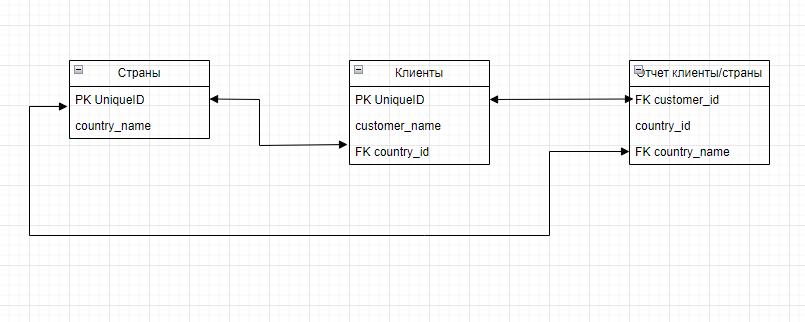 Страны
PK UniqueID
country_name
Клиенты
PK UniqueID
customer_name
FK country_id
Отчет клиенты/страны
FK customer_id
country_id
FK country_name